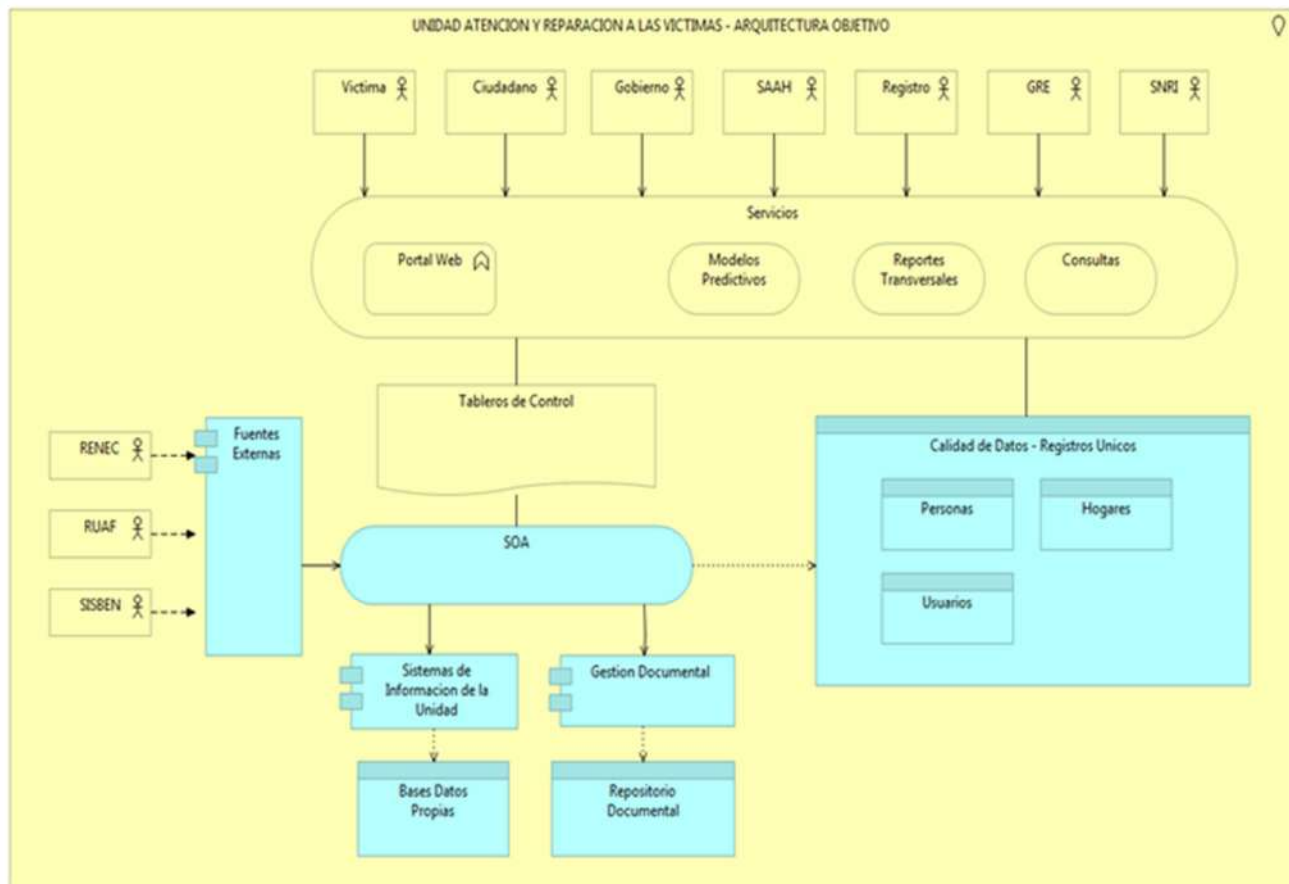 UNIDAD ATENCION Y REPARACION A LAS VICTIMAS - ARQUITECTURA OBJETIVO
Victima
Ciudadano
Gobierno
SAAH
Registro
GRE
SNRI
Servicios
Portal Web
Modelos
Predictivos
Reportes
Transversales
Consultas
Tableros de Control
Fuentes
Externas
RENEC
RUAF
SISBEN
SOA
Calidad de Datos - Registros Unicos
Personas
Hogares
Usuarios
Sistemas de
Informacion de la
Unidad
Gestion Documental
Bases Datos
Propias
Repositorio
Documental